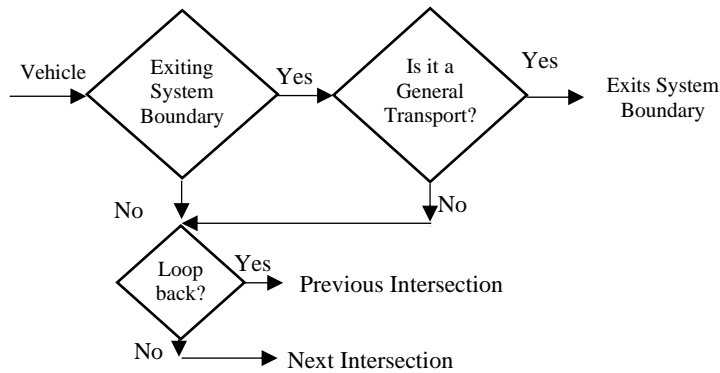 Vehicle
Exiting
System
Boundary
Yes
Is it a
General
Transport?
Yes
Exits System
Boundary
No
No
Loop
back?
Yes
Previous Intersection
No
Next Intersection